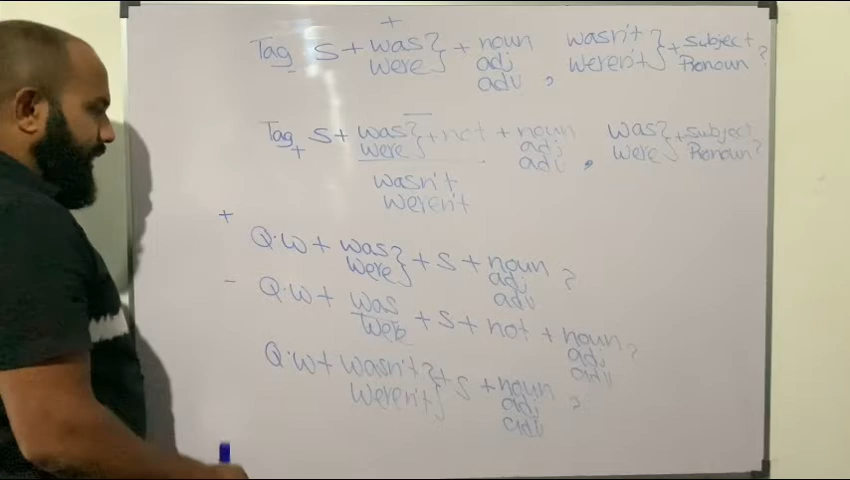 +
Tag - S + was } + noun wasn't } + subject
were adj , weren't Pronoun ?
adv
Tag + S + was } + not + noun was } + subject
were adj , were Pronoun ?
adv
wasn't
weren't
+ Q.W + was } + S + noun ?
were adj
adv
- Q.W + was + S + not + noun ?
were adj
adv
Q.W + wasn't } + S + noun ?
weren't adj
adv